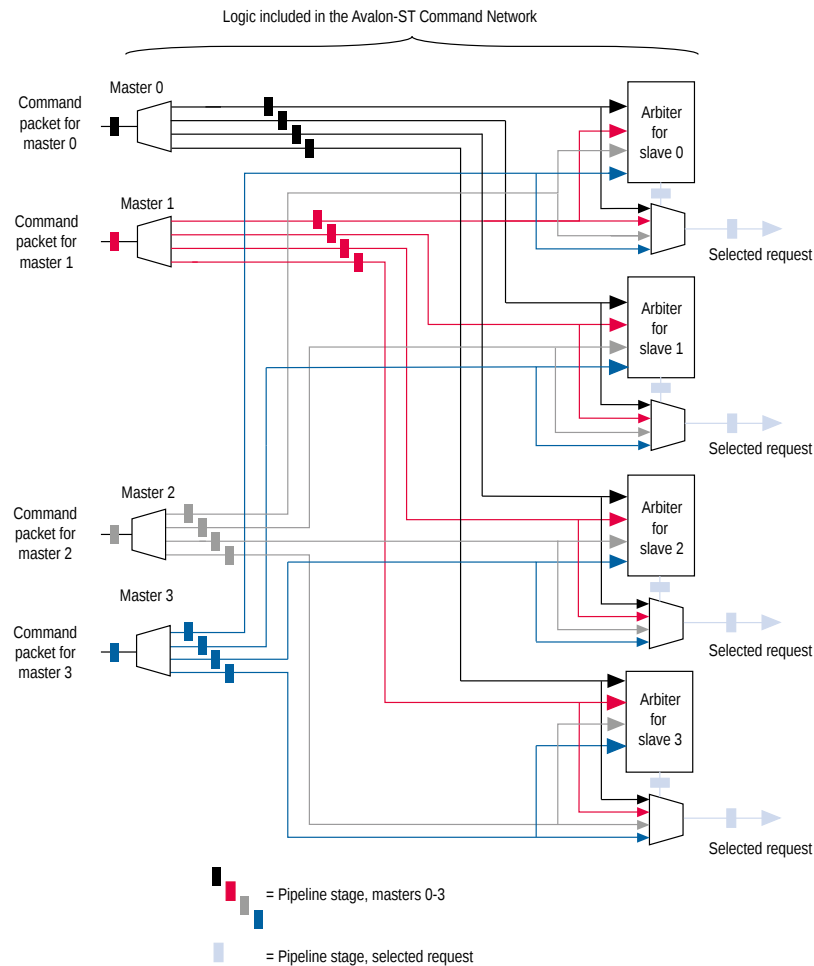 Logic included in the Avalon-ST Command Network
Master 0
Command
packet for
master 0
Arbiter
for
slave 0
Master 1
Command
packet for
master 1
Selected request
Arbiter
for
slave 1
Selected request
Master 2
Command
packet for
master 2
Arbiter
for
slave 2
Master 3
Command
packet for
master 3
Selected request
Arbiter
for
slave 3
Selected request
= Pipeline stage, masters 0-3
= Pipeline stage, selected request